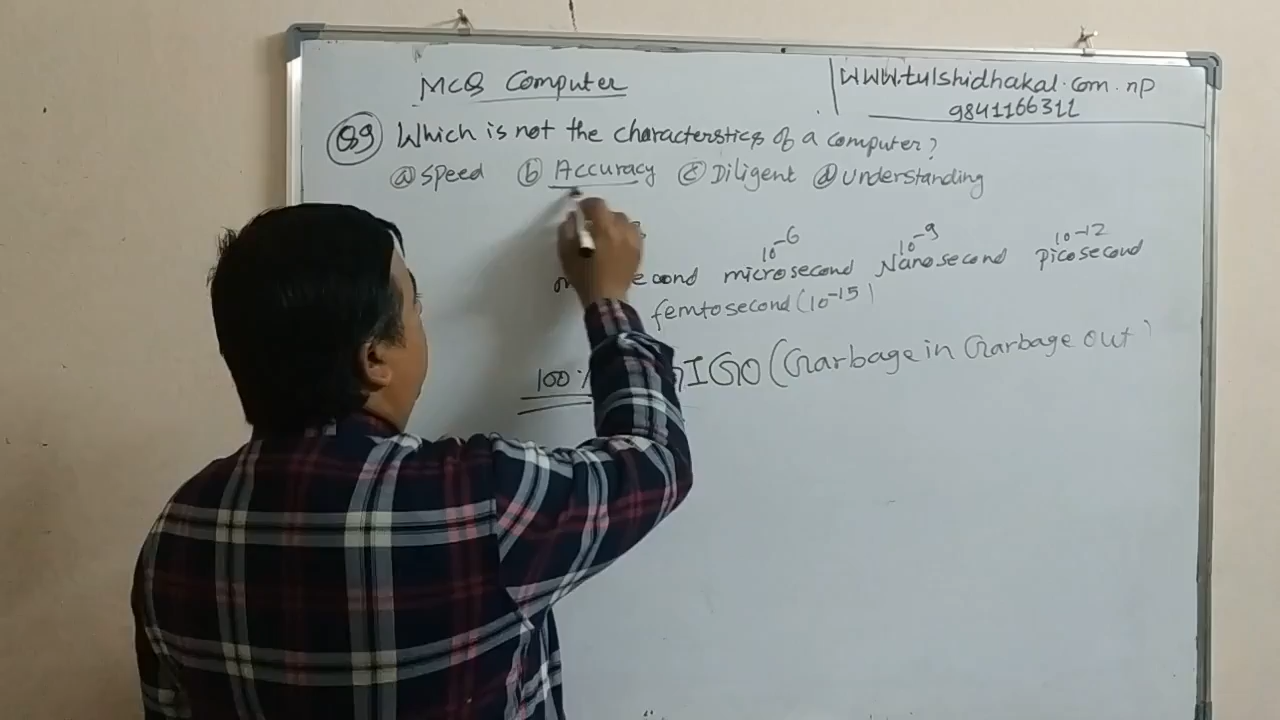 MCQ Computer
www.tulshidhakal.com.np
9841166311
Q9 Which is not the characterstics of a computer?
ⓐ Speed ⓑ Accuracy ⓒ Diligent ⓓ Understanding
10-6 10-9 10-12
microsecond Nanosecond Picosecond
femtosecond (10-15)
100% GIGO (Garbage in Garbage out)